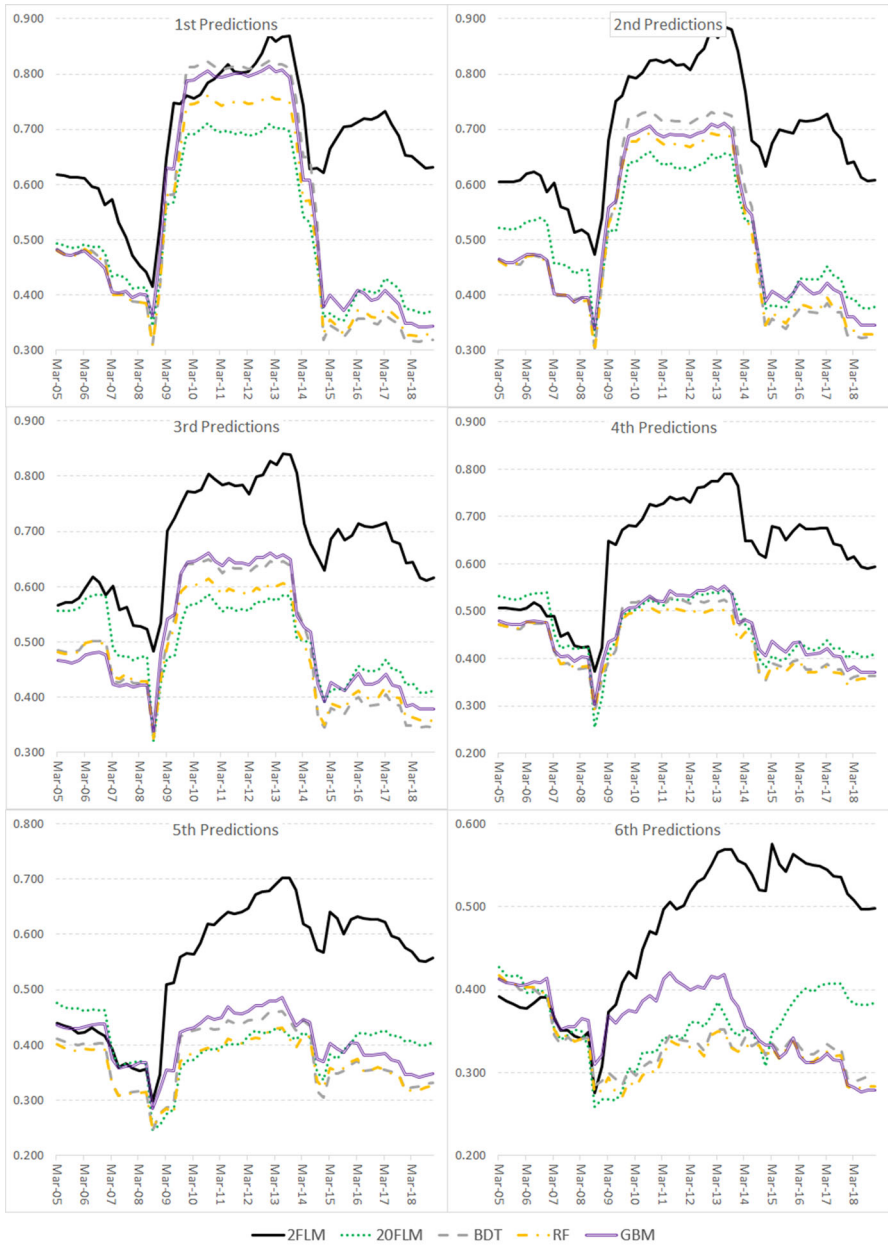 1st Predictions
0.900
0.800
0.700
0.600
0.500
0.400
0.300
Mar-05
Mar-06
Mar-07
Mar-08
Mar-09
Mar-10
Mar-11
Mar-12
Mar-13
Mar-14
Mar-15
Mar-16
Mar-17
Mar-18
2nd Predictions
0.900
0.800
0.700
0.600
0.500
0.400
0.300
Mar-05
Mar-06
Mar-07
Mar-08
Mar-09
Mar-10
Mar-11
Mar-12
Mar-13
Mar-14
Mar-15
Mar-16
Mar-17
Mar-18
3rd Predictions
0.900
0.800
0.700
0.600
0.500
0.400
0.300
Mar-05
Mar-06
Mar-07
Mar-08
Mar-09
Mar-10
Mar-11
Mar-12
Mar-13
Mar-14
Mar-15
Mar-16
Mar-17
Mar-18
4th Predictions
0.900
0.800
0.700
0.600
0.500
0.400
0.300
0.200
Mar-05
Mar-06
Mar-07
Mar-08
Mar-09
Mar-10
Mar-11
Mar-12
Mar-13
Mar-14
Mar-15
Mar-16
Mar-17
Mar-18
5th Predictions
0.800
0.700
0.600
0.500
0.400
0.300
0.200
Mar-05
Mar-06
Mar-07
Mar-08
Mar-09
Mar-10
Mar-11
Mar-12
Mar-13
Mar-14
Mar-15
Mar-16
Mar-17
Mar-18
6th Predictions
0.600
0.500
0.400
0.300
0.200
Mar-05
Mar-06
Mar-07
Mar-08
Mar-09
Mar-10
Mar-11
Mar-12
Mar-13
Mar-14
Mar-15
Mar-16
Mar-17
Mar-18
2FLM 20FLM BDT RF GBM